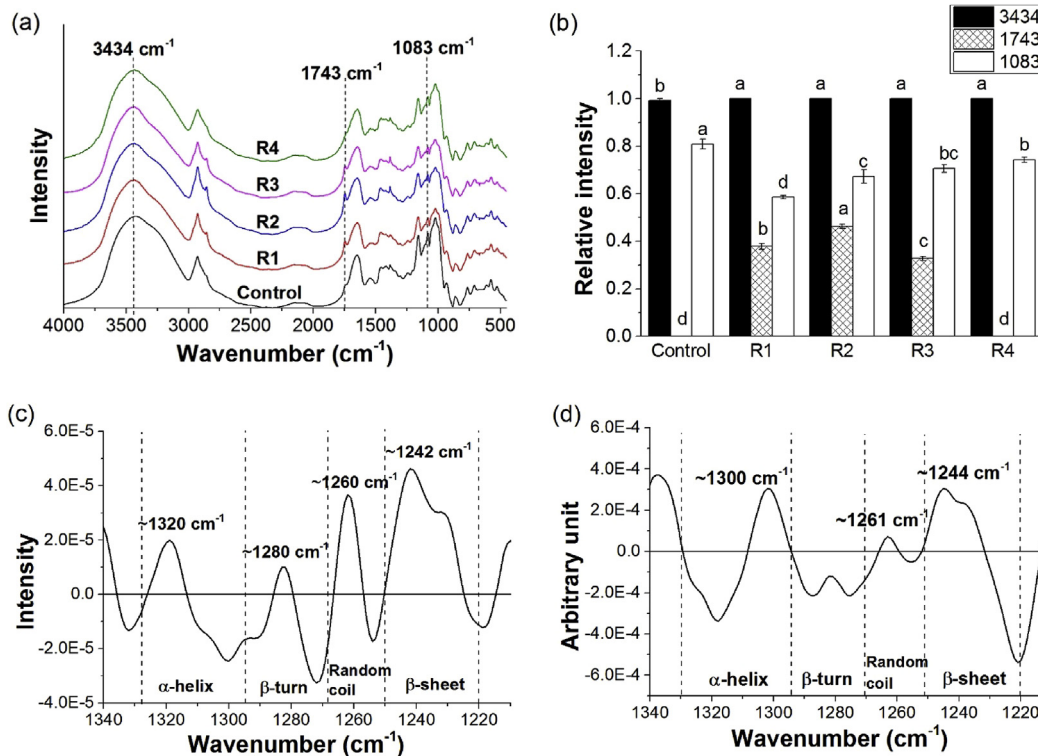 (a)
3434 cm-1
1743 cm-1
1083 cm-1
R4
R3
R2
R1
Control
Intensity
4000 3500 3000 2500 2000 1500 1000 500
Wavenumber (cm-1)
(b)
3434
1743
1083
Relative intensity
1.2
1.0
0.8
0.6
0.4
0.2
0.0
b d a
a b d
a a c
a c bc
a d b
Control R1 R2 R3 R4
(c)
Intensity
6.0E-5
4.0E-5
2.0E-5
0.0
-2.0E-5
-4.0E-5
~1320 cm-1
~1280 cm-1
~1260 cm-1
~1242 cm-1
α-helix
β-turn
Random
coil
β-sheet
1340 1320 1300 1280 1260 1240 1220
Wavenumber (cm-1)
(d)
Arbitrary unit
6.0E-4
4.0E-4
2.0E-4
0.0
-2.0E-4
-4.0E-4
-6.0E-4
~1300 cm-1
~1261 cm-1
~1244 cm-1
α-helix
β-turn
Random
coil
β-sheet
1340 1320 1300 1280 1260 1240 1220
Wavenumber (cm-1)